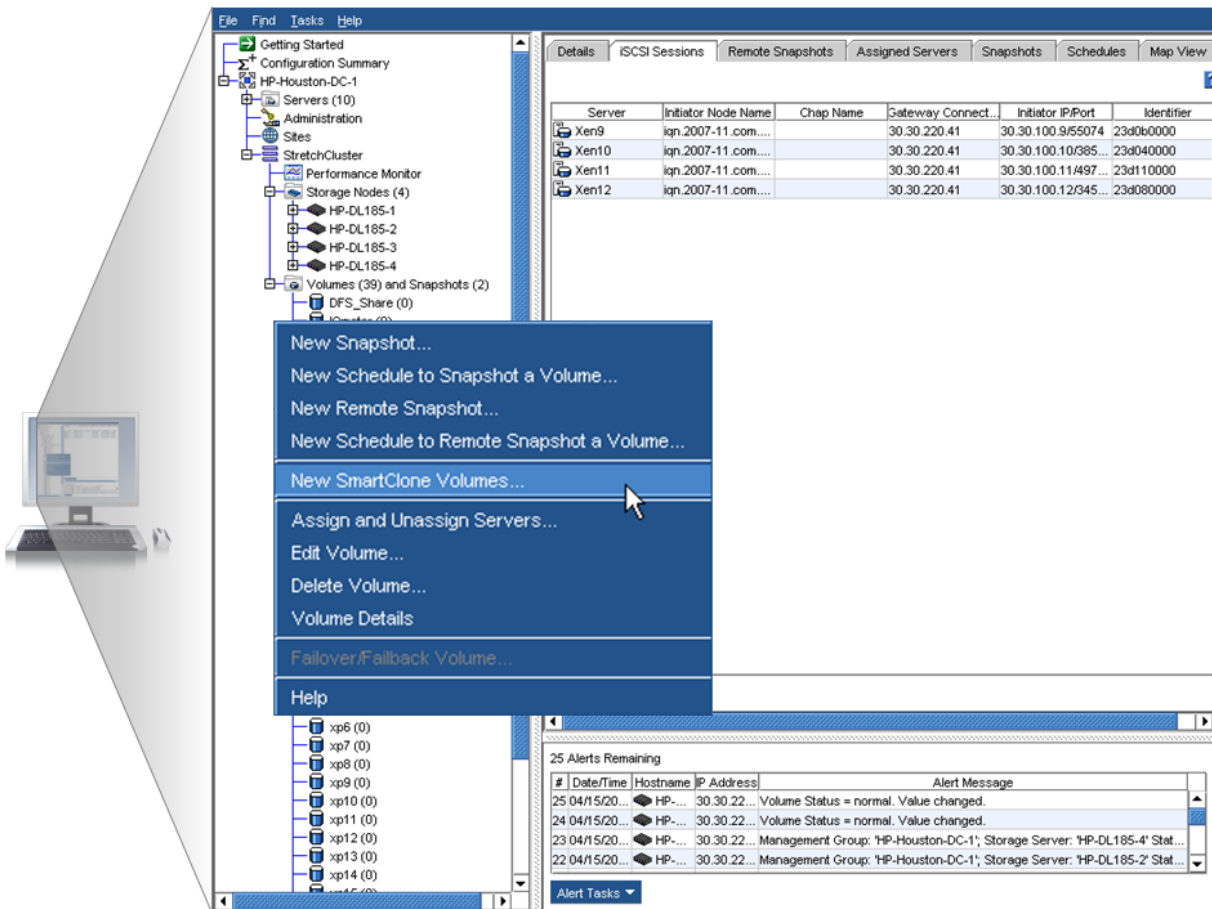 File Find Tasks Help
Getting Started
Configuration Summary
HP-Houston-DC-1
Servers (10)
Administration
Sites
StretchCluster
Performance Monitor
Storage Nodes (4)
HP-DL185-1
HP-DL185-2
HP-DL185-3
HP-DL185-4
Volumes (39) and Snapshots (2)
DFS_Share (0)
New Snapshot...
New Schedule to Snapshot a Volume...
New Remote Snapshot...
New Schedule to Remote Snapshot a Volume...
New SmartClone Volumes...
Assign and Unassign Servers...
Edit Volume...
Delete Volume...
Volume Details
Failover/Failback Volume...
Help
xp6 (0)
xp7 (0)
xp8 (0)
xp9 (0)
xp10 (0)
xp11 (0)
xp12 (0)
xp13 (0)
xp14 (0)
Details iSCSI Sessions Remote Snapshots Assigned Servers Snapshots Schedules Map View
Server Initiator Node Name Chap Name Gateway Connect... Initiator IP/Port Identifier
Xen9 iqn.2007-11.com.... 30.30.220.41 30.30.100.9/55074 23d0b0000
Xen10 iqn.2007-11.com.... 30.30.220.41 30.30.100.10/385... 23d040000
Xen11 iqn.2007-11.com.... 30.30.220.41 30.30.100.11/497... 23d110000
Xen12 iqn.2007-11.com.... 30.30.220.41 30.30.100.12/345... 23d080000
25 Alerts Remaining
# Date/Time Hostname IP Address Alert Message
25 04/15/20... HP-... 30.30.22... Volume Status = normal. Value changed.
24 04/15/20... HP-... 30.30.22... Volume Status = normal. Value changed.
23 04/15/20... HP-... 30.30.22... Management Group: 'HP-Houston-DC-1'; Storage Server: 'HP-DL185-4' Stat...
22 04/15/20... HP-... 30.30.22... Management Group: 'HP-Houston-DC-1'; Storage Server: 'HP-DL185-2' Stat...
Alert Tasks